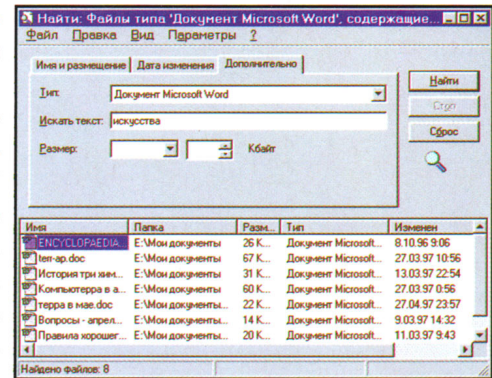 Найти: Файлы типа 'Документ Microsoft Word', содержащие...
Файл Правка Вид Параметры ?
Имя и размещение Дата изменения Дополнительно
Тип: Документ Microsoft Word
Найти
Стоп
Искать текст: искусства
Сброс
Размер: Кбайт
Имя Папка Разм... Тип Изменен
ENCYCLOPAEDIA E:\Мои документы 26 К... Документ Microsoft... 8.10.96 9:06
tеп-ар.doc E:\Мои документы 67 К... Документ Microsoft... 27.03.97 10:56
История три хим... E:\Мои документы 31 К... Документ Microsoft... 13.03.97 22:54
Компьютерра в а... E:\Мои документы 60 К... Документ Microsoft... 27.03.97 0:56
терра в мае.doc E:\Мои документы... 22 К... Документ Microsoft... 27.04.97 23:57
Вопросы - апрел... E:\Мои документы... 14 К... Документ Microsoft... 9.03.97 14:32
Правила хорошег... E:\Мои документы... 20 К... Документ Microsoft... 11.03.97 9:43
Найдено файлов: 8